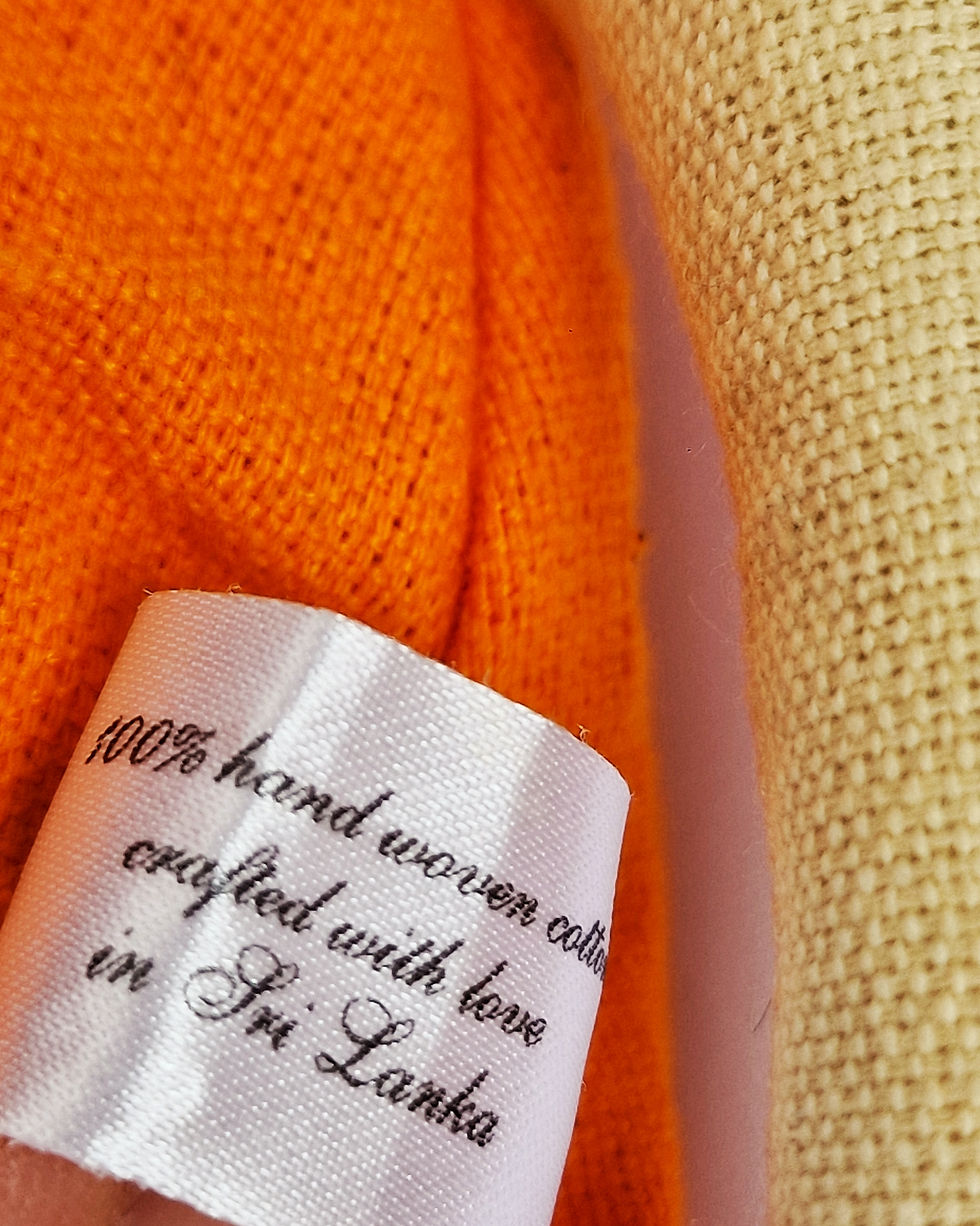 100% hand woven cotton
crafted with love
in Sri Lanka